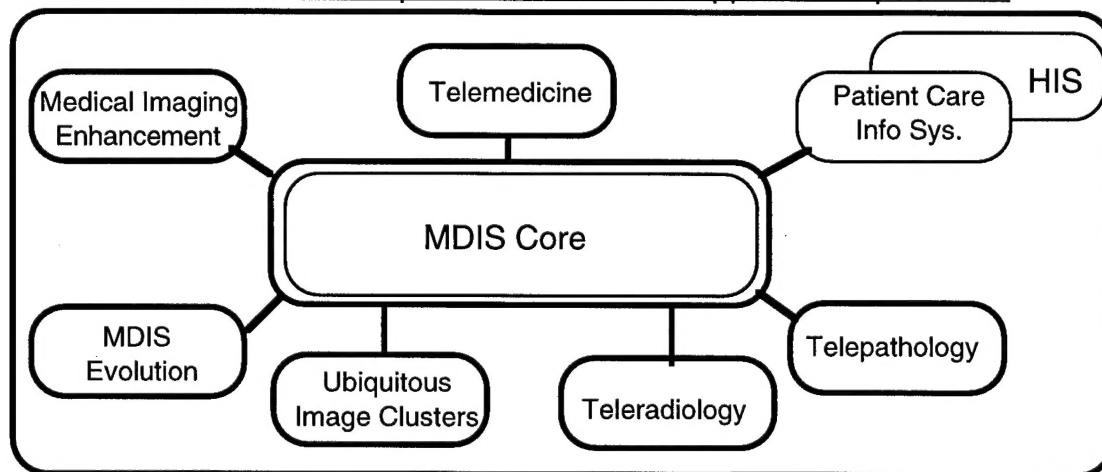 Medical Imaging
Enhancement
Telemedicine
Patient Care
Info Sys.
HIS
MDIS Core
MDIS
Evolution
Ubiquitous
Image Clusters
Teleradiology
Telepathology